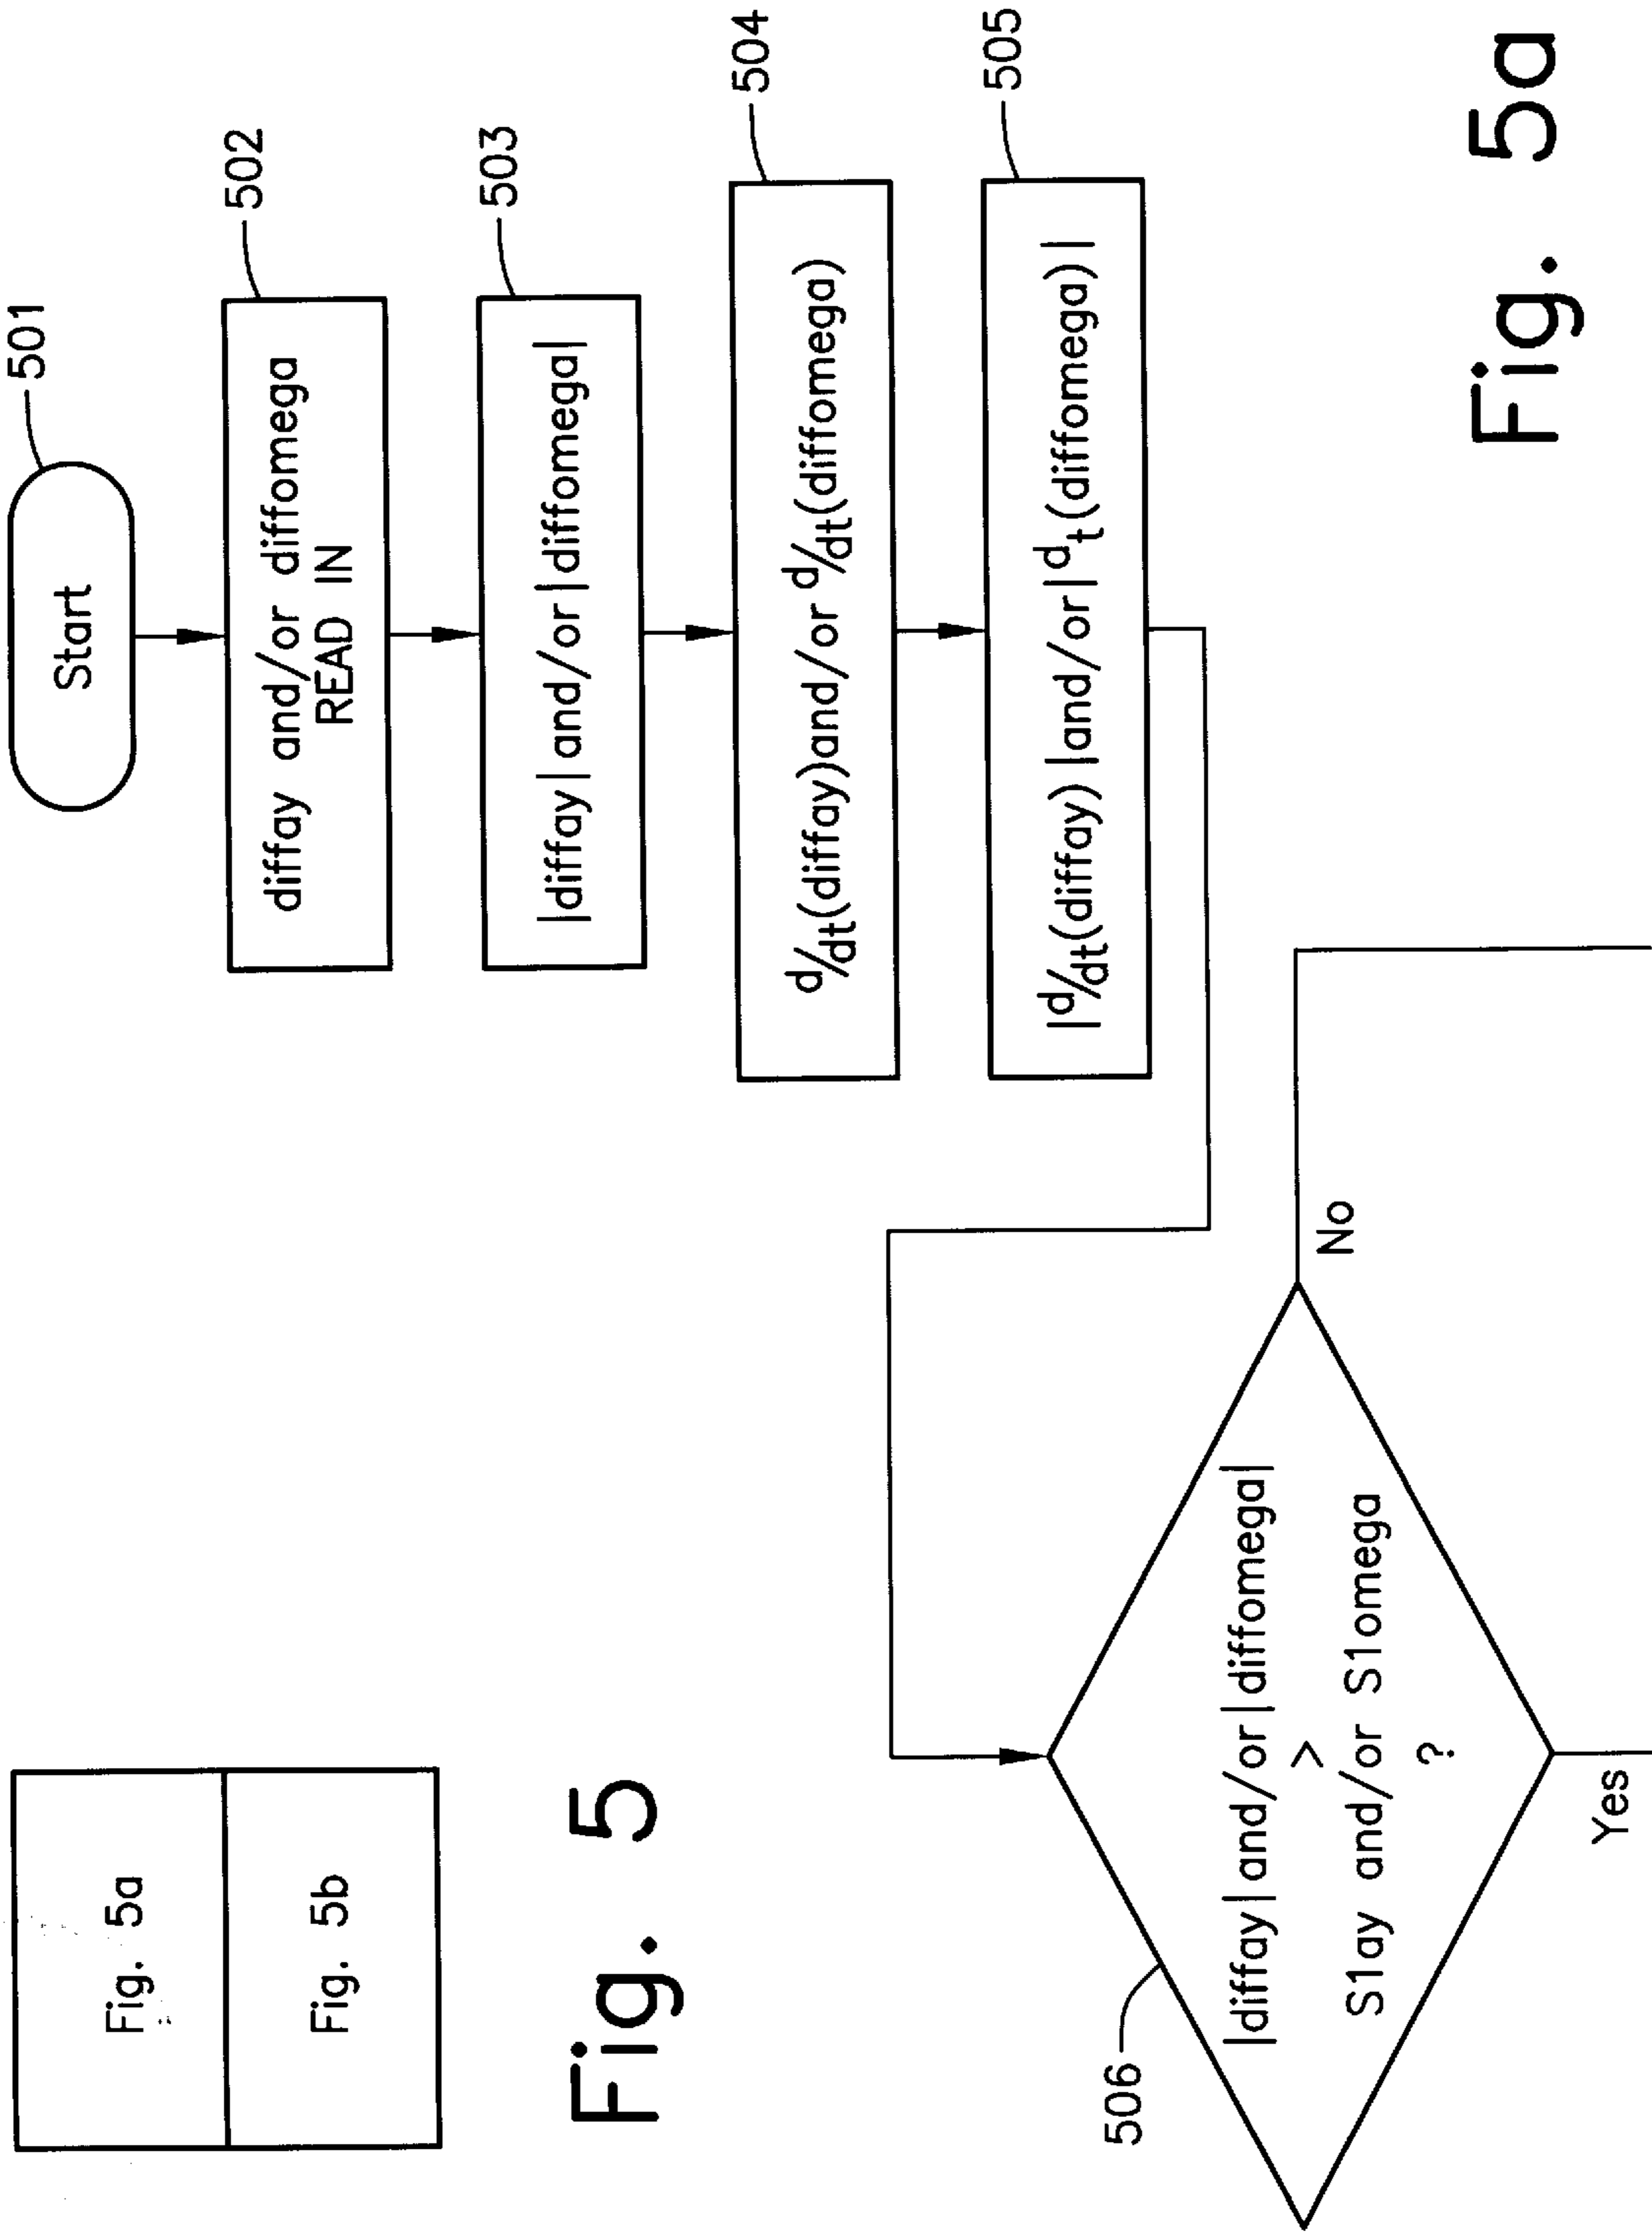 Fig. 5a
Fig. 5b
Fig. 5
501
Start
502
diffay and/or diffomega
READ IN
503
|diffay|and/or|diffomega|
504
d/dt(diffay)and/or d/dt(diffomega)
505
|d/dt(diffay) |and/or|d t(diffomega) |
506
|diffay|and/or|diffomega|
>
S1ay and/or S1omega
?
No
Yes
Fig. 5a